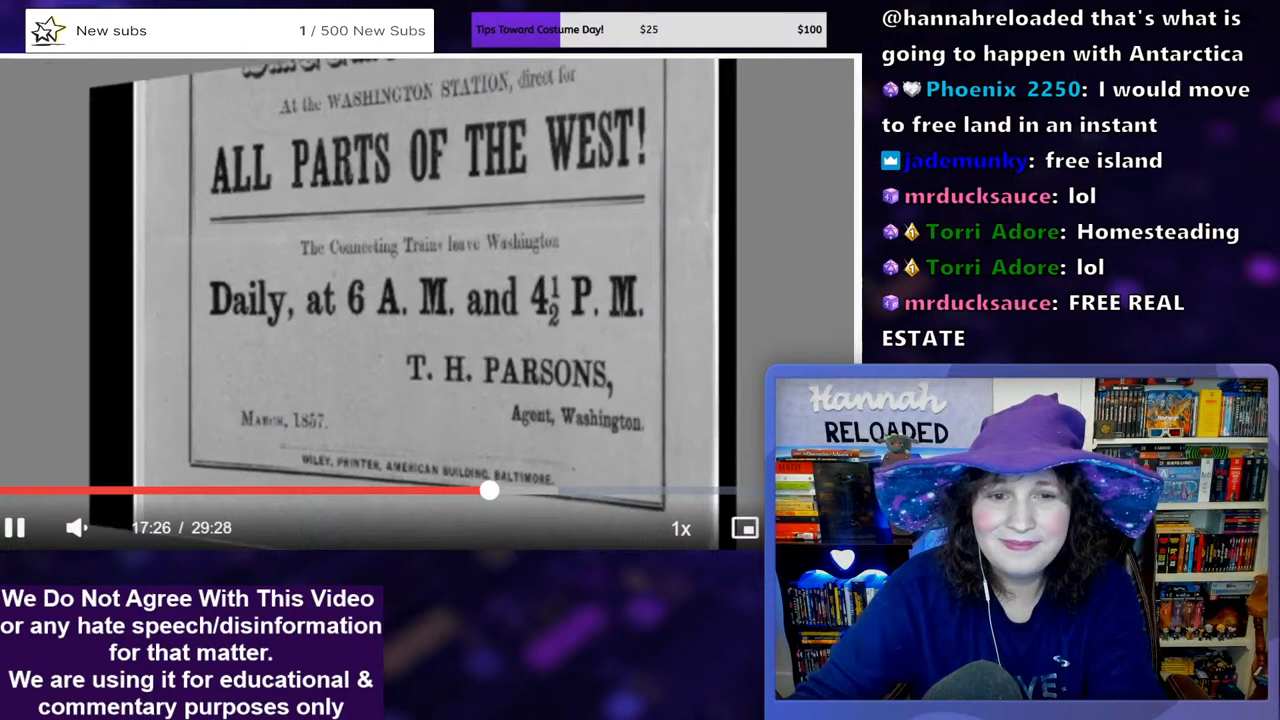 New subs
1 / 500 New Subs
Tips Toward Costume Day!
$25
$100
At the WASHINGTON STATION, direct for
ALL PARTS OF THE WEST!
The Connecting Trains leave Washington
Daily, at 6 A. M. and 4½ P. M.
T. H. PARSONS,
March, 1857.
Agent, Washington.
WILEY, PRINTER, AMERICAN BUILDING, BALTIMORE.
17:26 / 29:28
1x
We Do Not Agree With This Video
or any hate speech/disinformation
for that matter.
We are using it for educational &
commentary purposes only
@hannahreloaded that's what is
going to happen with Antarctica
Phoenix 2250: I would move
to free land in an instant
jademunky: free island
mrducksauce: lol
Torri Adore: Homesteading
Torri Adore: lol
mrducksauce: FREE REAL
ESTATE
Hannah
RELOADED